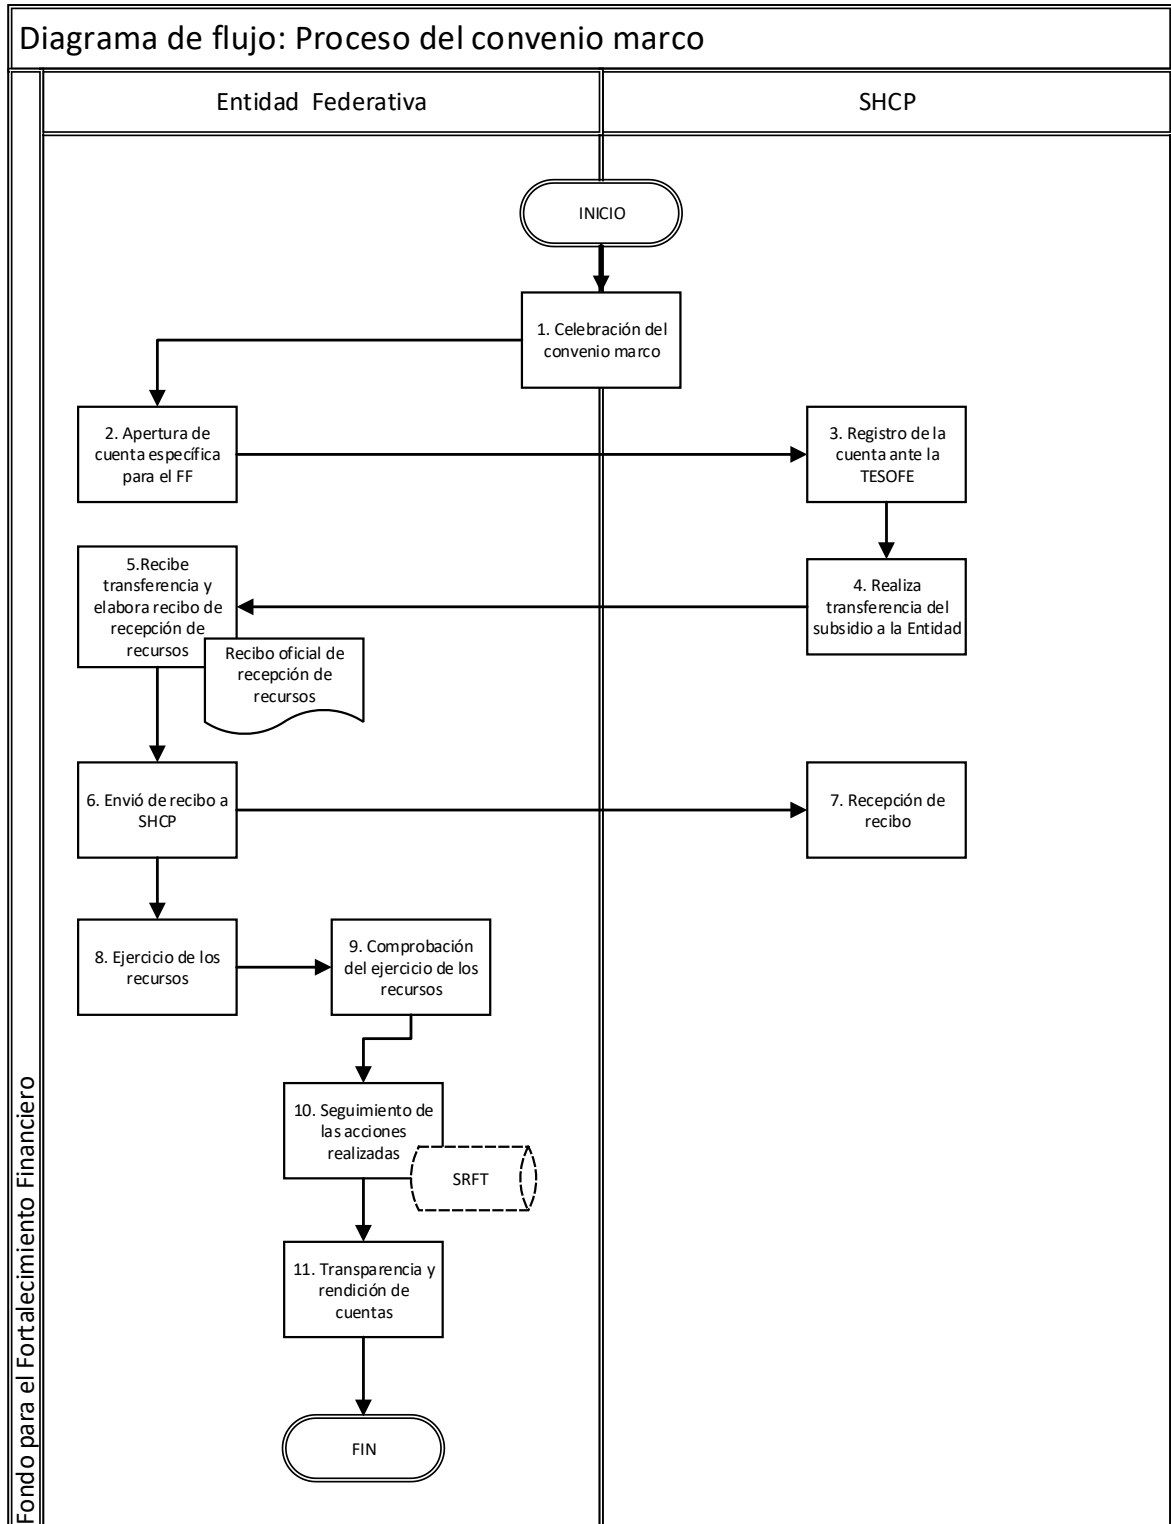 Diagrama de flujo: Proceso del convenio marco
Entidad Federativa
SHCP
INICIO
1. Celebración del
convenio marco
2. Apertura de
cuenta específica
para el FF
3. Registro de la
cuenta ante la
TESOFE
5.Recibe
transferencia y
elabora recibo de
recepción de
recursos
4. Realiza
transferencia del
subsidio a la Entidad
Recibo oficial de
recepción de
recursos
6. Envió de recibo a
SHCP
7. Recepción de
recibo
8. Ejercicio de los
recursos
9. Comprobación
del ejercicio de los
recursos
10. Seguimiento de
las acciones
realizadas
SRFT
11. Transparencia y
rendición de
cuentas
FIN
Fondo para el Fortalecimiento Financiero